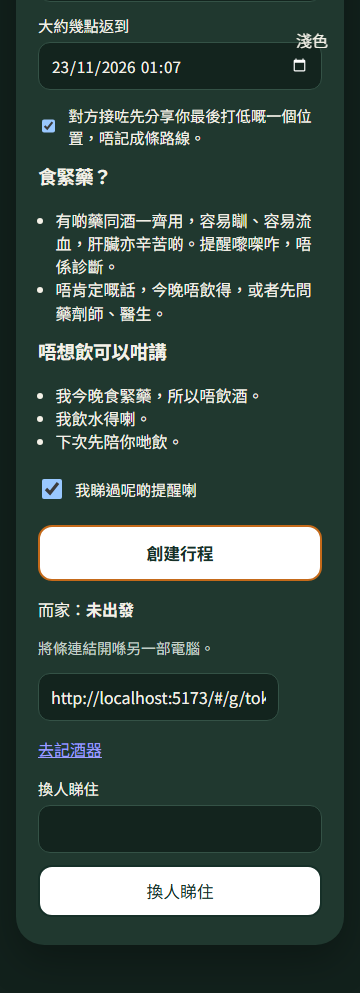 大約幾點返到
淺色
23/11/2026 01:07
對方接咗先分享你最後打低嘅一個位
置，唔記成條路線。
食緊藥？
有啲藥同酒一齊用，容易瞓、容易流
血，肝臟亦辛苦啲。提醒嚟㗎咋，唔
係診斷。
唔肯定嘅話，今晚唔飲得，或者先問
藥劑師、醫生。
唔想飲可以咁講
我今晚食緊藥，所以唔飲酒。
我飲水得喇。
下次先陪你哋飲。
我睇過呢啲提醒喇
創建行程
而家：未出發
將條連結開喺另一部電腦。
http://localhost:5173/#/g/tok
去記酒器
換人睇住
換人睇住